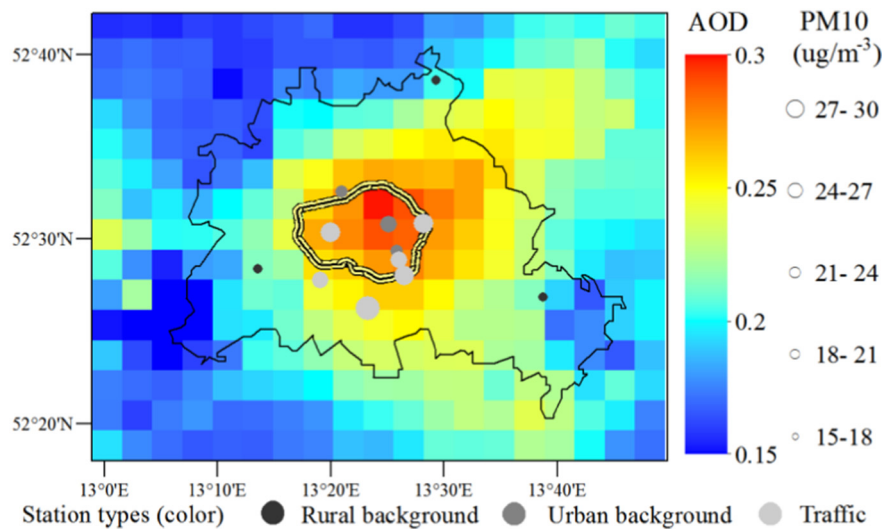 AOD
PM10
(ug/m-3)
52°40'N
52°30'N
52°20'N
0.3
0.25
0.2
0.15
27- 30
24-27
21- 24
18- 21
15-18
13°0'E
13°10'E
13°20'E
13°30'E
13°40'E
Station types (color) Rural background Urban background Traffic